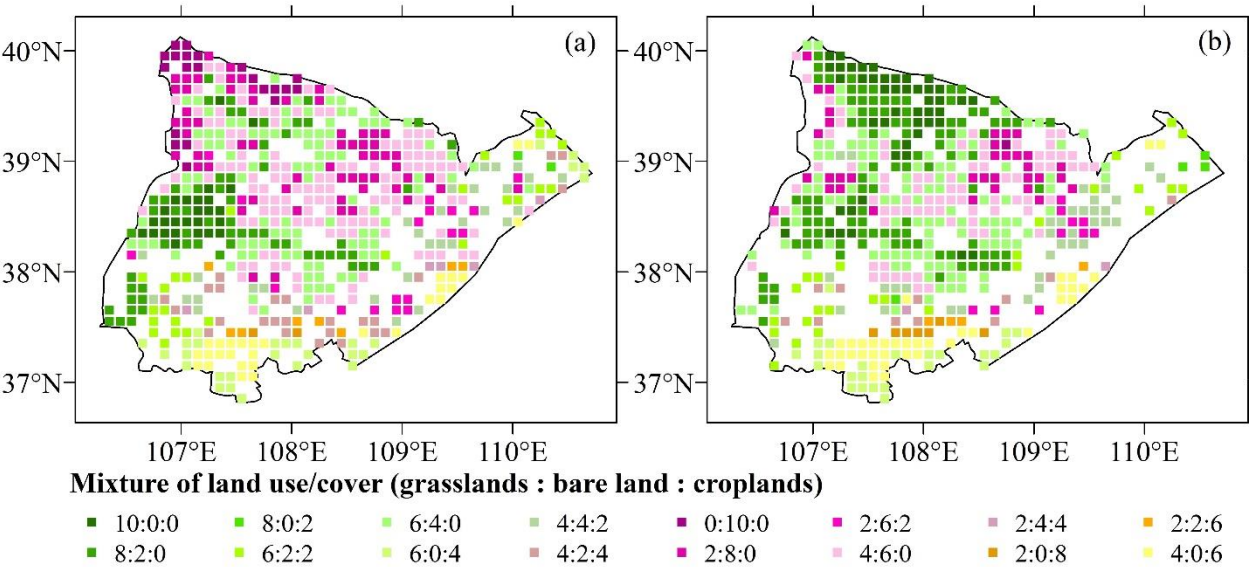 40°N (a) 40°N (b)
39°N 39°N
38°N 38°N
37°N 37°N
107°E 108°E 109°E 110°E 107°E 108°E 109°E 110°E
Mixture of land use/cover (grasslands : bare land : croplands)
10:0:0 8:0:2 6:4:0 4:4:2 0:10:0 2:6:2 2:4:4 2:2:6
8:2:0 6:2:2 6:0:4 4:2:4 2:8:0 4:6:0 2:0:8 4:0:6